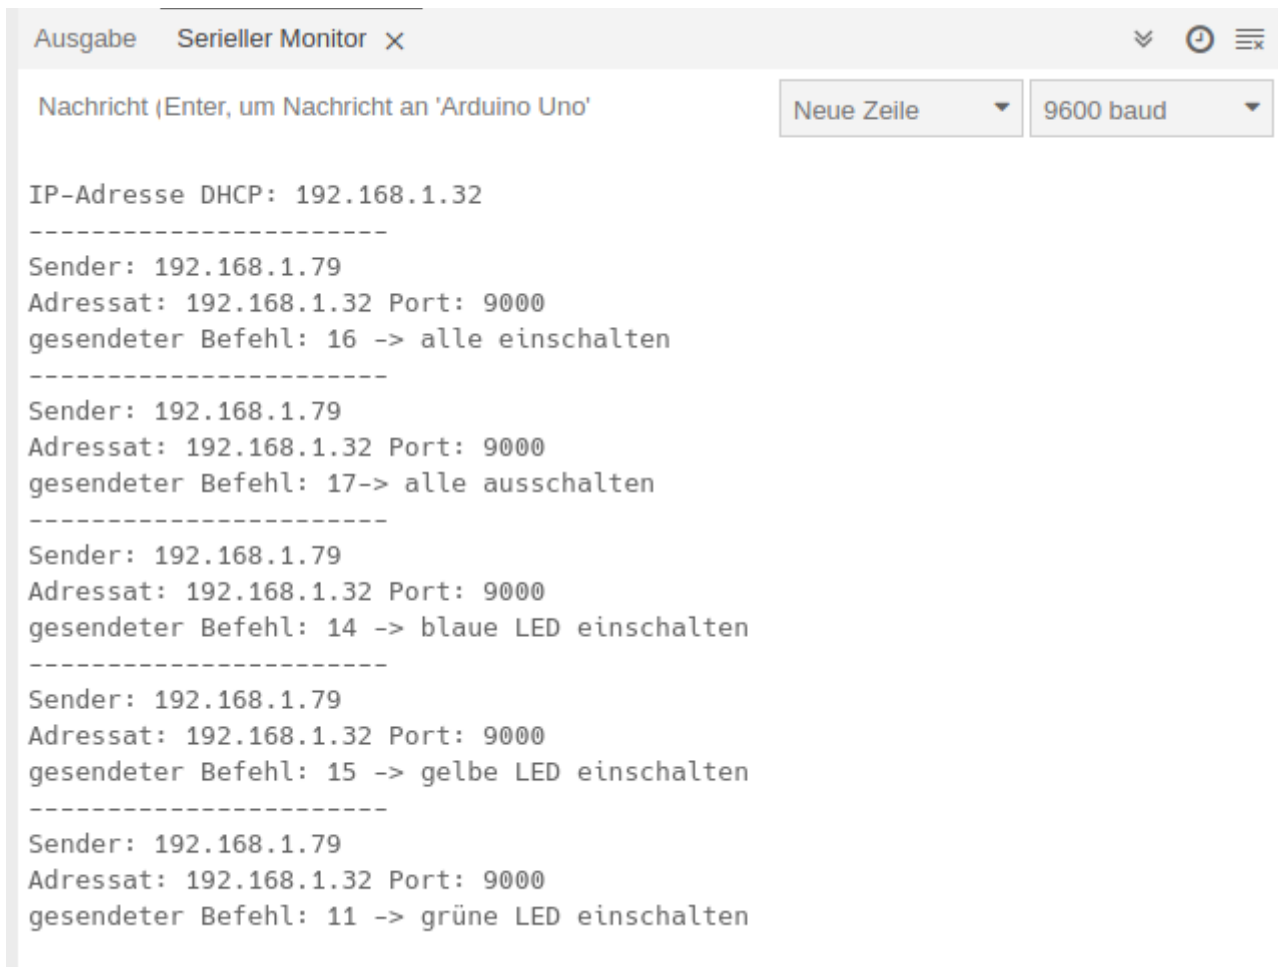 Ausgabe Serieller Monitor
Nachricht (Enter, um Nachricht an 'Arduino Uno' Neue Zeile 9600 baud
IP-Adresse DHCP: 192.168.1.32
-----------------------
Sender: 192.168.1.79
Adressat: 192.168.1.32 Port: 9000
gesendeter Befehl: 16 -> alle einschalten
-----------------------
Sender: 192.168.1.79
Adressat: 192.168.1.32 Port: 9000
gesendeter Befehl: 17-> alle ausschalten
-----------------------
Sender: 192.168.1.79
Adressat: 192.168.1.32 Port: 9000
gesendeter Befehl: 14 -> blaue LED einschalten
-----------------------
Sender: 192.168.1.79
Adressat: 192.168.1.32 Port: 9000
gesendeter Befehl: 15 -> gelbe LED einschalten
-----------------------
Sender: 192.168.1.79
Adressat: 192.168.1.32 Port: 9000
gesendeter Befehl: 11 -> grüne LED einschalten